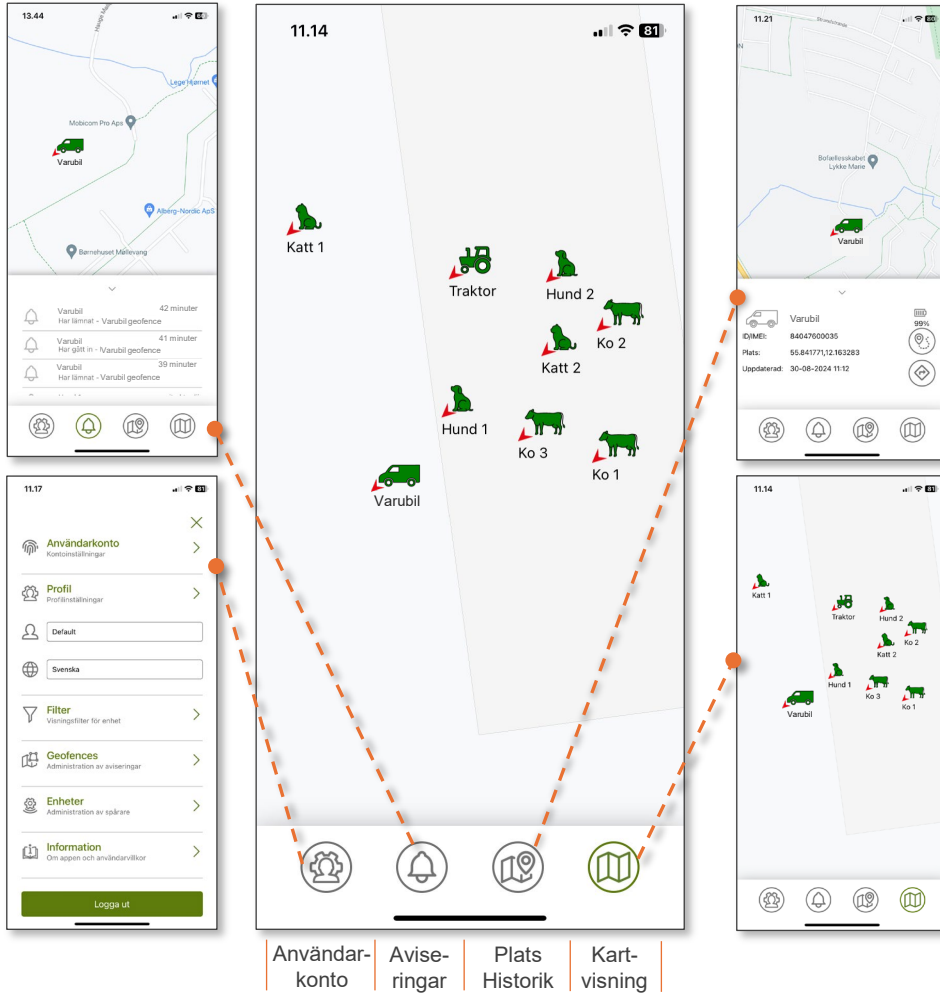 13.44
Lege Hjørnet
Mobicom Pro Aps
Varubil
Alberg-Nordic ApS
Børnehuset Møllevang
Varubil
42 minuter
Har lämnat - Varubil geofence
Varubil
41 minuter
Har gått in - Varubil geofence
Varubil
39 minuter
Har lämnat - Varubil geofence
11.14
81
Katt 1
Traktor
Hund 2
Ko 2
Katt 2
Hund 1
Ko 3
Ko 1
Varubil
11.21
Strandstræde
Bofællesskabet
Lykke Marie
Varubil
Varubil
99%
ID/IMEI: 84047600035
Plats: 55.841771,12.163283
Uppdaterad: 30-08-2024 11:12
11.17
81
Användarkonto
Kontoinställningar
Profil
Profilinställningar
Default
Svenska
Filter
Visningsfilter för enhet
Geofences
Administration av aviseringar
Enheter
Administration av spårare
Information
Om appen och användarvillkor
Logga ut
11.14
81
Katt 1
Traktor
Hund 2
Ko 2
Katt 2
Hund 1
Ko 3
Ko 1
Varubil
Användar-
konto
Avise-
ringar
Plats
Historik
Kart-
visning